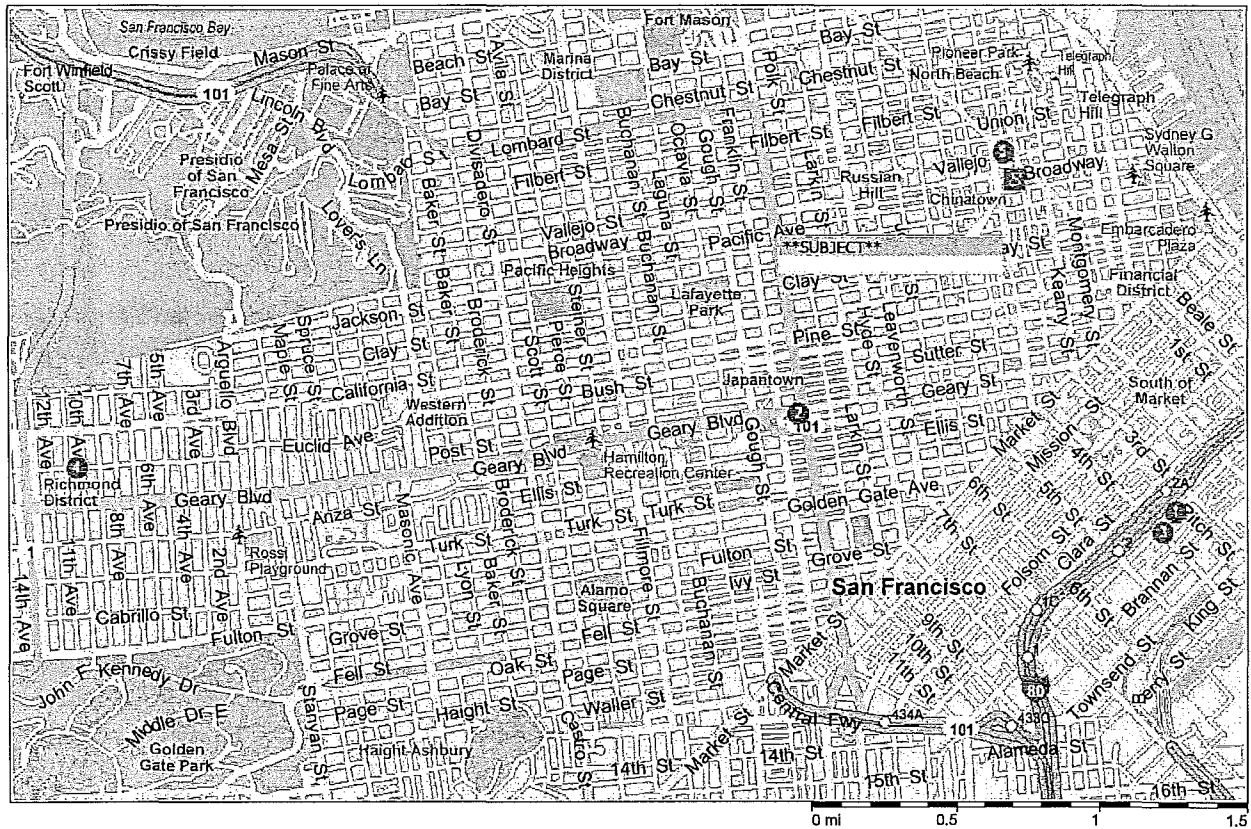 San Francisco Bay
Crissy Field
Mason St
Fort Winfield
Scott
Palace of
Fine Arts
101
Lincoln Blvd
Mesa St
Presidio
of San
Francisco
Presidio of San Francisco
Lovers Ln
Lombard St
Beach St
Avila St
Bay St
Marina
District
Fort Mason
Bay St
Chestnut St
Polk St
Bay St
Chestnut St
Pioneer Park
North Beach
Telegraph
Hill
Telegraph
Hill
Union St
Filbert St
Filbert St
Sydney G
Walton
Square
Vallejo
Broadway
Chinatown
Russian
Hill
Larkin St
Franklin St
Gough St
Octavia St
Laguna St
Buchanan St
Lombard St
Filbert St
Divisadero St
Baker St
Vallejo St
Broadway
Pacific Heights
Pacific Ave
**SUBJECT**
ay St
Embarcadero
Plaza
Montgomery St
Kearny St
Financial
District
Beale St
1st St
Clay St
Lafayette
Park
Buchanan St
Steiner St
Pierce St
Scott St
Broderick St
Baker St
Jackson St
Clay St
California St
Spruce St
Maple St
Arguello Blvd
3rd Ave
5th Ave
7th Ave
10th Ave
12th Ave
Pine St
Hyde St
Leavenworth St
Sutter St
Geary St
Ellis St
Bush St
Japantown
101
Larkin St
Market St
South of
Market
Mission St
3rd St
4th St
5th St
6th St
7th St
Western
Addition
Euclid Ave
Post St
Geary Blvd
Geary Blvd
Hamilton
Recreation Center
Gough St
Richmond
District
6th Ave
Geary Blvd
Anza St
Masonic Ave
Broderick St
Ellis St
Turk St
Turk St
Golden Gate Ave
2A
2
Rich St
Clara St
Folsom St
1
14th Ave
11th Ave
8th Ave
4th Ave
2nd Ave
Rossi
Playground
Turk St
Lyon St
Baker St
Fillmore St
Fulton St
Ivy St
Grove St
San Francisco
1C
6th St
Brannan St
King St
Cabrillo St
Fulton St
Grove St
Alamo
Square
Fell St
Buchanan St
9th St
10th St
11th St
John F Kennedy Dr
Middle Dr E
Golden
Gate Park
Stanyan St
Fell St
Oak St
Page St
Page St
Haight St
Waller St
Haight-Ashbury
Castro St
Market St
Market St
Central Fwy
434A
101
433C
80
Townsend St
Berry St
Alameda St
14th St
14th St
15th St
16th St
0 mi 0.5 1 1.5